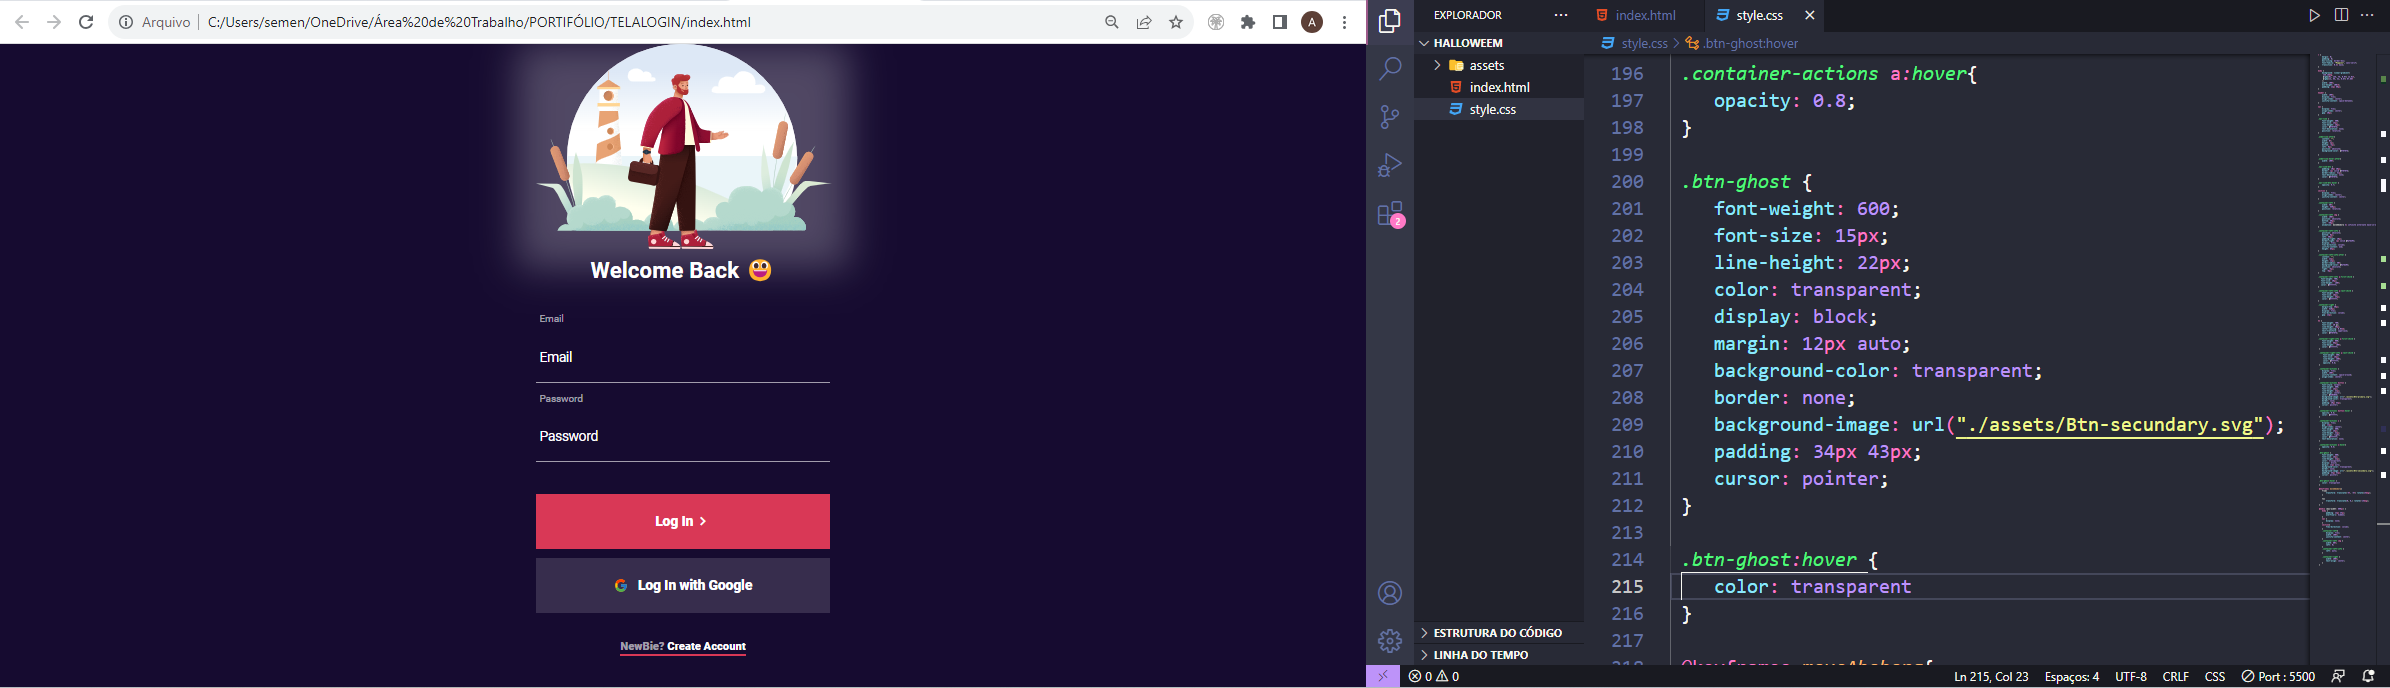 Arquivo
C:/Users/semen/OneDrive/Área%20de%20Trabalho/PORTIFÓLIO/TELALOGIN/index.html
A
Welcome Back
Email
Email
Password
Password
Log In
Log In with Google
NewBie? Create Account
2
EXPLORADOR
HALLOWEEM
assets
index.html
style.css
ESTRUTURA DO CÓDIGO
LINHA DO TEMPO
index.html
style.css
style.css > .btn-ghost:hover
196 .container-actions a:hover{
197 opacity: 0.8;
198 }
199
200 .btn-ghost {
201 font-weight: 600;
202 font-size: 15px;
203 line-height: 22px;
204 color: transparent;
205 display: block;
206 margin: 12px auto;
207 background-color: transparent;
208 border: none;
209 background-image: url("./assets/Btn-secundary.svg");
210 padding: 34px 43px;
211 cursor: pointer;
212 }
213
214 .btn-ghost:hover {
215 color: transparent
216 }
217
0 0
Ln 215, Col 23
Espaços: 4
UTF-8
CRLF
CSS
Port : 5500